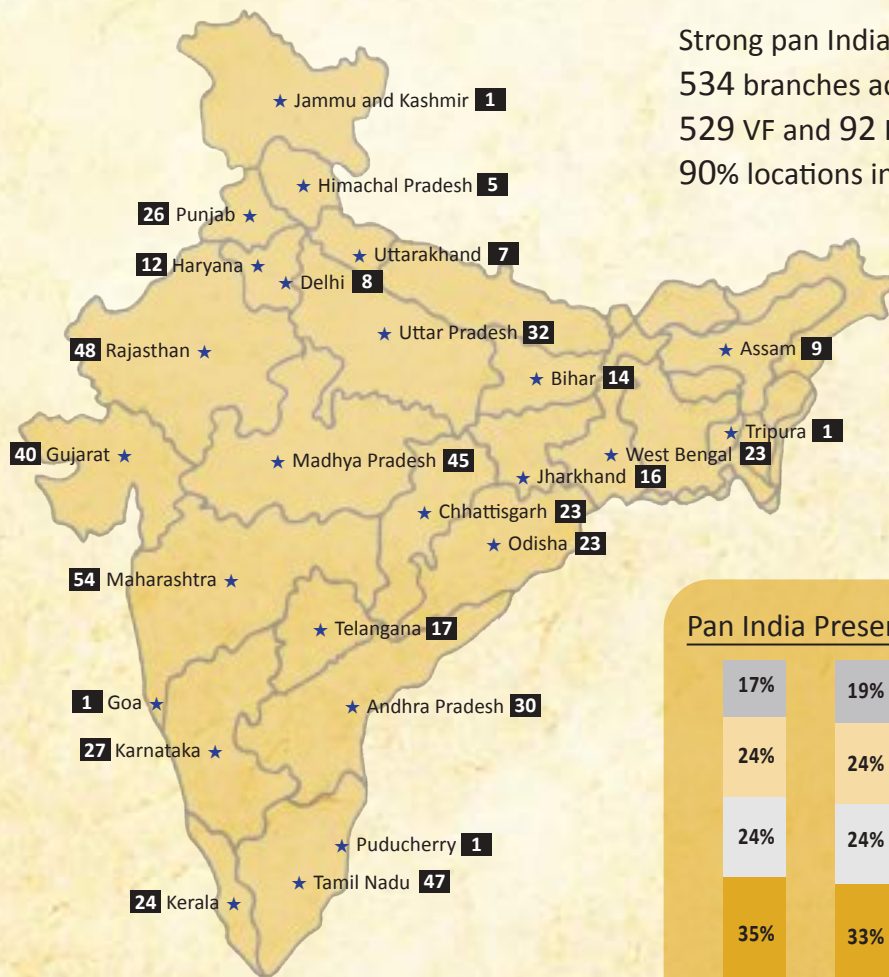 Strong pan India
534 branches
529 VF and 92
90% locations
Jammu and Kashmir 1
Himachal Pradesh 5
26 Punjab
Uttarakhand 7
12 Haryana
Delhi 8
Uttar Pradesh 32
48 Rajasthan
Assam 9
Bihar 14
Tripura 1
40 Gujarat
Madhya Pradesh 45
West Bengal 23
Jharkhand 16
Chhattisgarh 23
Odisha 23
54 Maharashtra
Telangana 17
1 Goa
Andhra Pradesh 30
27 Karnataka
Puducherry 1
Tamil Nadu 47
24 Kerala
Pan India
17% 19%
24% 24%
24% 24%
35% 33%